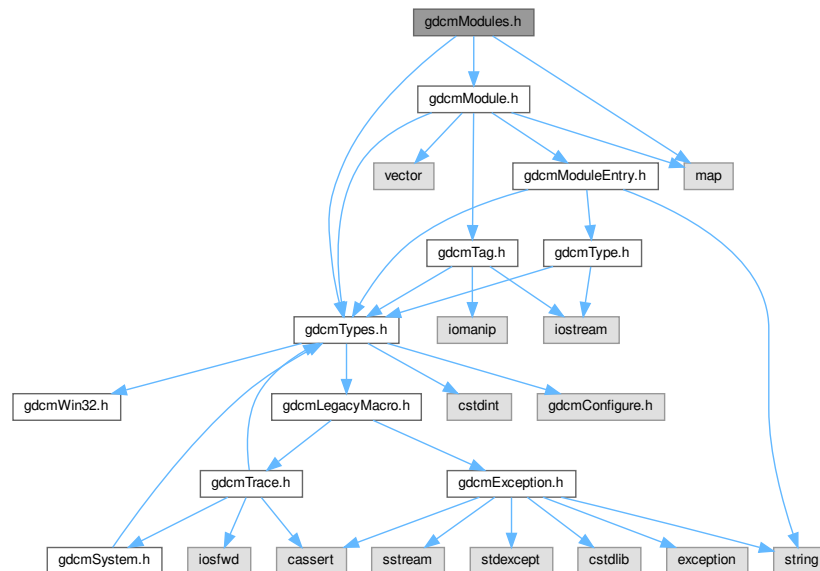 gdcmModules.h
gdcmModule.h
vector
gdcmModuleEntry.h
map
gdcmTag.h
gdcmType.h
gdcmTypes.h
iomanip
iostream
gdcmWin32.h
gdcmLegacyMacro.h
cstdint
gdcmConfigure.h
gdcmTrace.h
gdcmException.h
gdcmSystem.h
iosfwd
cassert
sstream
stdexcept
cstdlib
exception
string